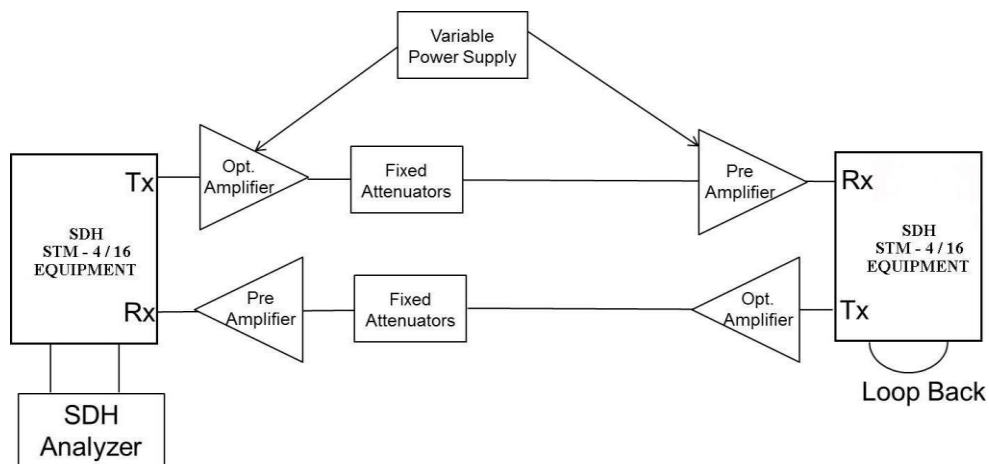 Variable
Power Supply
Tx
Opt.
Amplifier
Fixed
Attenuators
Pre
Amplifier
Rx
SDH
STM - 4 / 16
EQUIPMENT
SDH
STM - 4 / 16
EQUIPMENT
Rx
Pre
Amplifier
Fixed
Attenuators
Opt.
Amplifier
Tx
Loop Back
SDH
Analyzer